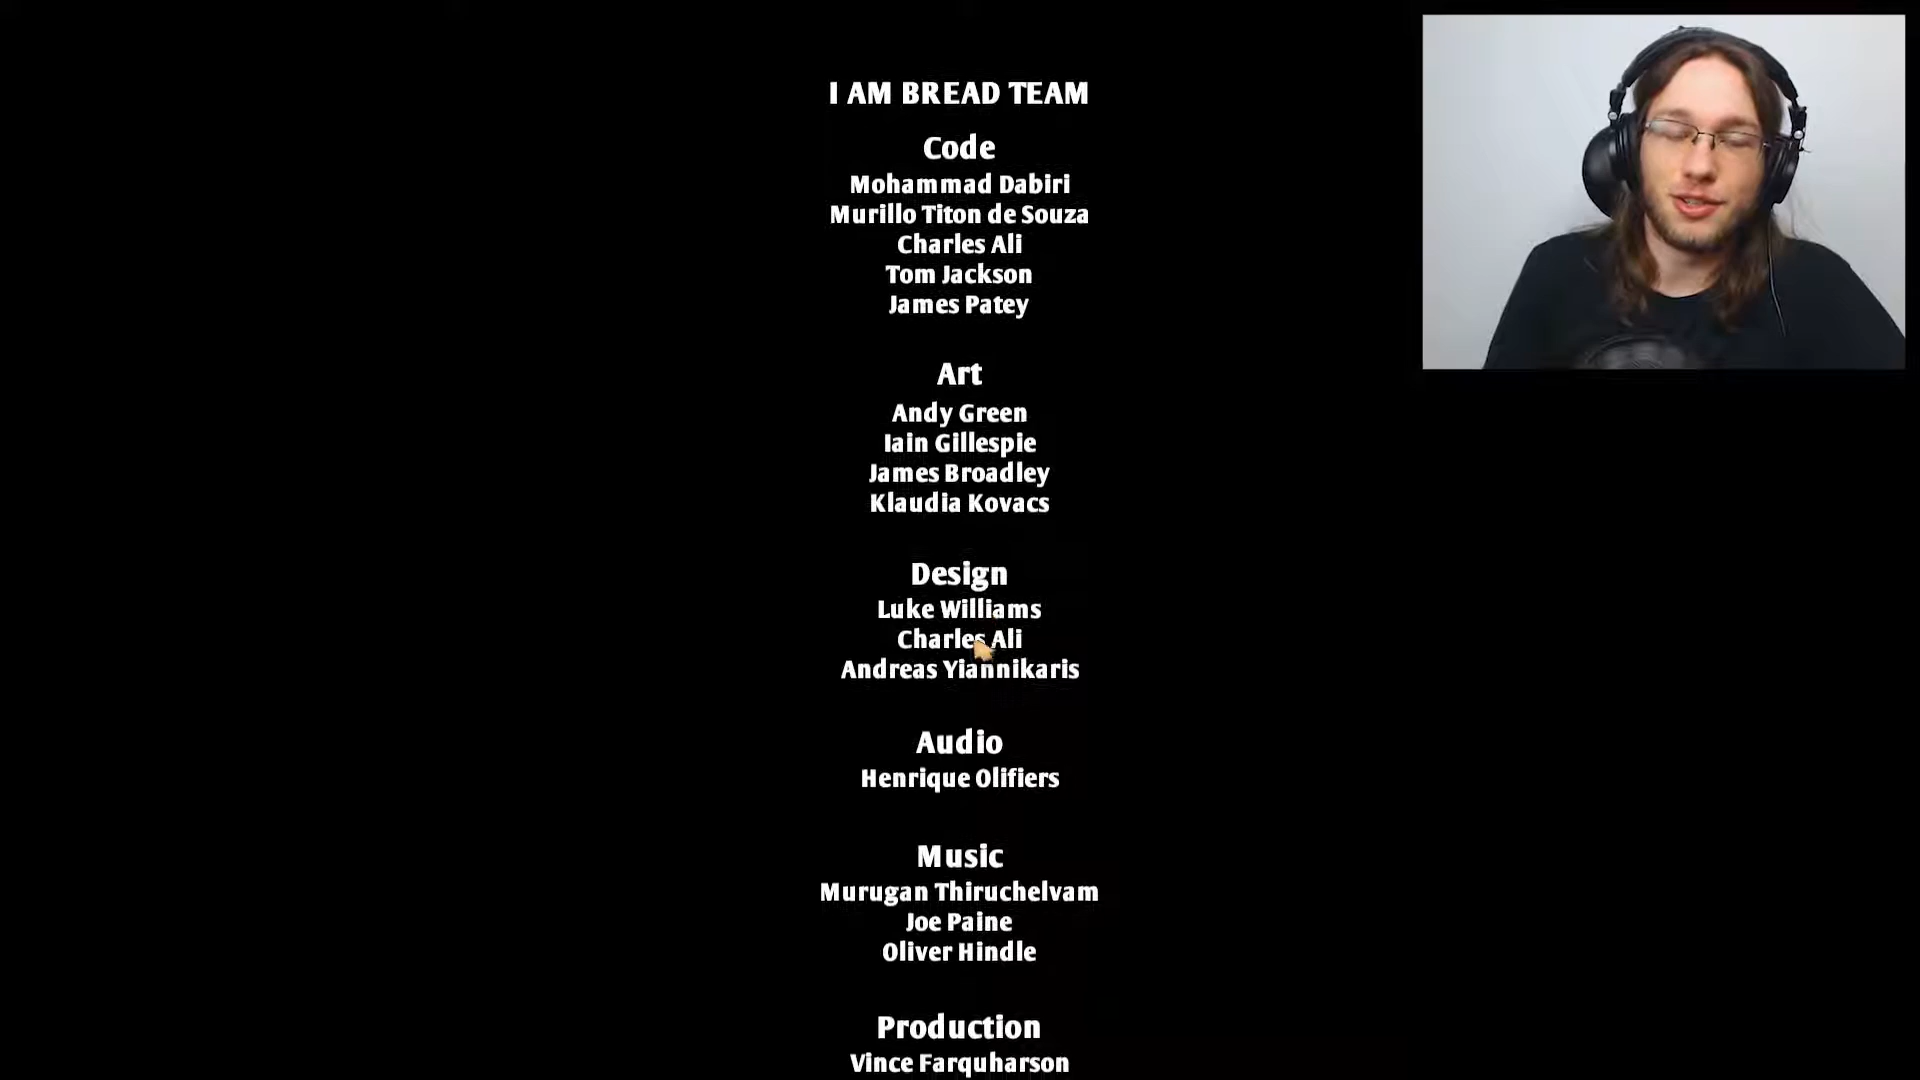 I AM BREAD TEAM
Code
Mohammad Dabiri
Murillo Titon de Souza
Charles Ali
Tom Jackson
James Patey
Art
Andy Green
Iain Gillespie
James Broadley
Klaudia Kovacs
Design
Luke Williams
Charles Ali
Andreas Yiannikaris
Audio
Henrique Olifiers
Music
Murugan Thiruchelvam
Joe Paine
Oliver Hindle
Production
Vince Farquharson